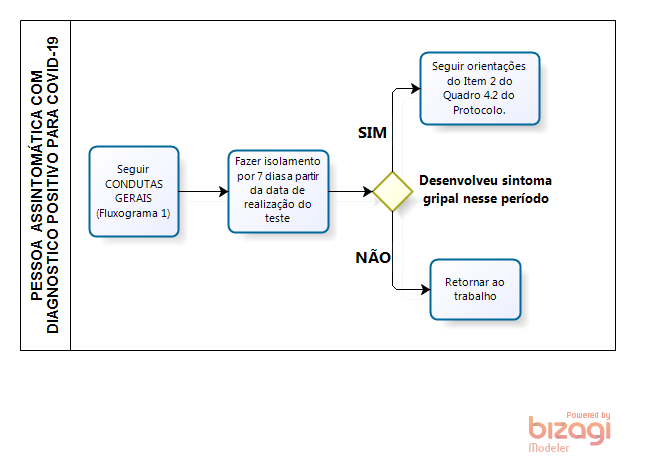 PESSOA ASSINTOMÁTICA COM
DIAGNOSTICO POSITIVO PARA COVID-19
Seguir
CONDUTAS
GERAIS
(Fluxograma 1)
Fazer isolamento
por 7 dias a partir
da data de
realização do
teste
SIM
Seguir orientações
do Item 2 do
Quadro 4.2 do
Protocolo.
Desenvolveu sintoma
gripal nesse período
NÃO
Retornar ao
trabalho
Powered by
bizagi
Modeler